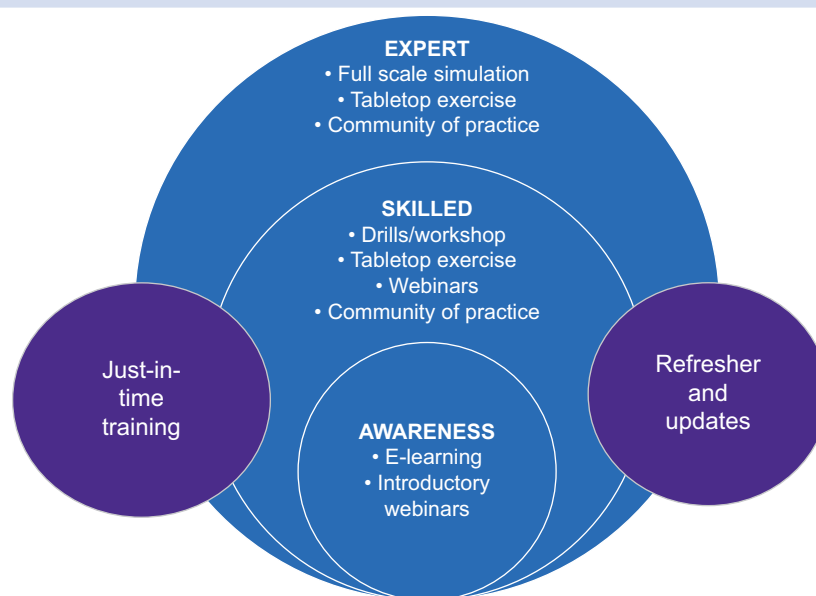 EXPERT
• Full scale simulation
• Tabletop exercise
• Community of practice
SKILLED
• Drills/workshop
• Tabletop exercise
• Webinars
• Community of practice
Just-in-
time
training
Refresher
and
updates
AWARENESS
• E-learning
• Introductory
webinars